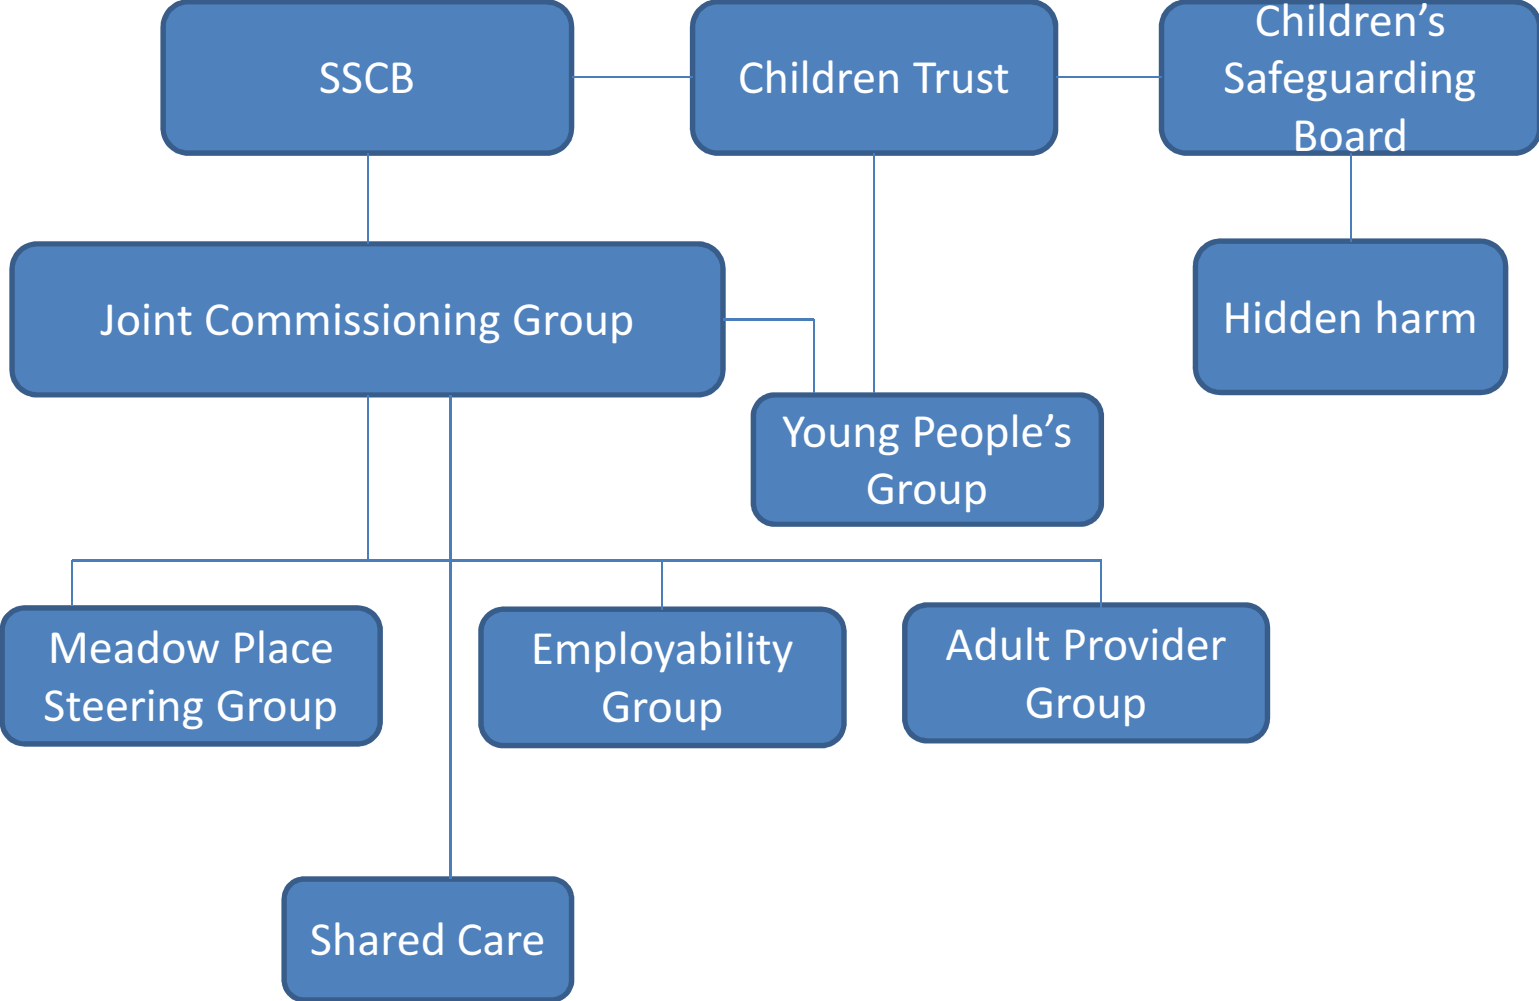 SSCB
Children Trust
Children’s
Safeguarding
Board
Joint Commissioning Group
Hidden harm
Young People’s
Group
Meadow Place
Steering Group
Employability
Group
Adult Provider
Group
Shared Care